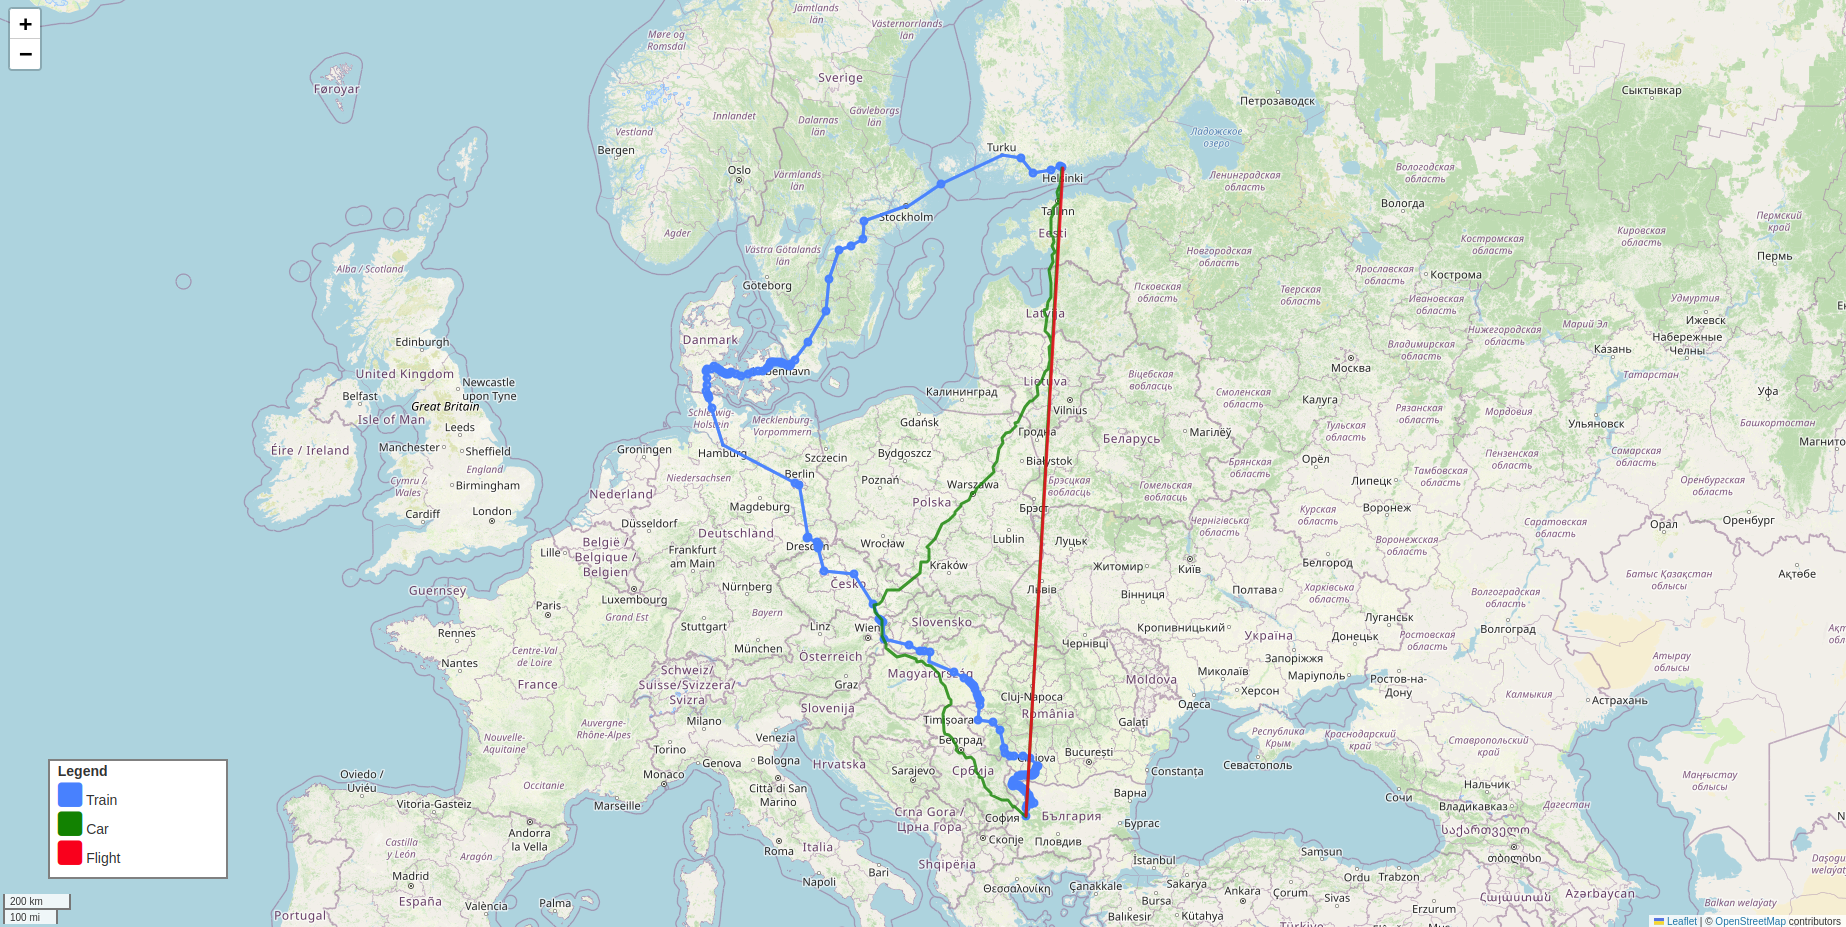 +
−
Jämtlands
län
Västernorrlands
län
Møre og
Romsdal
Føroyar
Sverige
Сыктывкар
Петрозаводск
Innlandet
Gävleborgs
län
Dalarnas
län
Vestland
Ладожское
озеро
Bergen
Turku
Oslo
Värmlands
län
Helsinki
Вологодская
область
Ленинградская
область
Вологда
Stockholm
Tallinn
Eesti
Пермский
край
Agder
Västra Götalands
län
Новгородская
область
Костромская
область
Кировская
область
Пермь
Alba / Scotland
Göteborg
Ярославская
область
Кострома
Псковская
область
Тверская
область
Ивановская
область
Удмуртия
Latvija
Ижевск
Марий Эл
Нижегородская
область
Набережные
Челны
Danmark
Edinburgh
Владимирская
область
Казань
Москва
United Kingdom
København
Lietuva
Віцебская
вобласць
Татарстан
Newcastle
upon Tyne
Калининград
Смоленская
область
Уфа
Belfast
Great Britain
Isle of Man
Schleswig-
Holstein
Mecklenburg-
Vorpommern
Gdańsk
Vilnius
Калуга
Рязанская
область
Мордовия
Ульяновск
Башкортостан
Leeds
Гродна
Беларусь
Магілёў
Тульская
область
Manchester
Sheffield
Groningen
Hamburg
Szczecin
Bydgoszcz
Białystok
Éire / Ireland
Брянская
область
Орёл
Пензенская
область
Самарская
область
Магнито
England
Birmingham
Cymru /
Wales
Niedersachsen
Berlin
Poznań
Warszawa
Брэсцкая
вобласць
Гомельская
вобласць
Липецк
Тамбовская
область
Оренбургская
область
Nederland
Magdeburg
Polska
Брэст
Cardiff
London
Курская
область
Воронеж
Саратовская
область
Орал
Оренбург
Düsseldorf
Deutschland
Чернігівська
область
Lille
België /
Belgique /
Belgien
Frankfurt
am Main
Dresden
Wrocław
Lublin
Луцьк
Воронежская
область
Kraków
Житомир
Київ
Белгород
Батыс Қазақстан
облысы
Ақтөбе
Guernsey
Nürnberg
Česko
Львів
Вінниця
Полтава
Харківська
область
Волгоградская
область
Luxembourg
Paris
Grand Est
Bayern
Rennes
Stuttgart
Linz
Wien
Slovensko
Кропивницький
Україна
Луганськ
Донецьк
Волгоград
Ростовская
область
Centre-Val
de Loire
München
Österreich
Чернівці
Nantes
Запоріжжя
Атырау
облысы
France
Schweiz/
Suisse/Svizzera/
Svizra
Graz
Magyarország
Moldova
Миколаїв
Маріуполь
Ростов-на-
Дону
Херсон
Калмыкия
Cluj-Napoca
România
Slovenija
Одеса
Астрахань
Auvergne-
Rhône-Alpes
Milano
Timișoara
Galați
Nouvelle-
Aquitaine
Torino
Venezia
Београд
București
Республика
Крым
Краснодарский
край
Ставропольский
край
Genova
Bologna
Hrvatska
Craiova
Севастополь
Legend
Train
Car
Flight
Oviedo /
Uviéu
Monaco
Sarajevo
Србија
Constanța
Маңғыстау
облысы
Occitanie
Città di San
Marino
Нальчик
Vitoria-Gasteiz
Marseille
Варна
Сочи
Владикавказ
Дагестан
Crna Gora /
Црна Гора
София
България
Бургас
Andorra
la Vella
საქართველო
Castilla
y León
Aragón
Roma
Italia
Скопје
Пловдив
Samsun
თბილისი
Shqipëria
İstanbul
Madrid
Bari
Napoli
Θεσσαλονίκη
Çanakkale
Sakarya
Ankara
Çorum
Ordu
Trabzon
Azərbaycan
España
València
Palma
Bursa
Sivas
Հայաստան
Balkan welaýaty
Portugal
Balıkesir
Kütahya
Erzurum
Türkiye
200 km
100 mi
Leaflet | © OpenStreetMap contributors